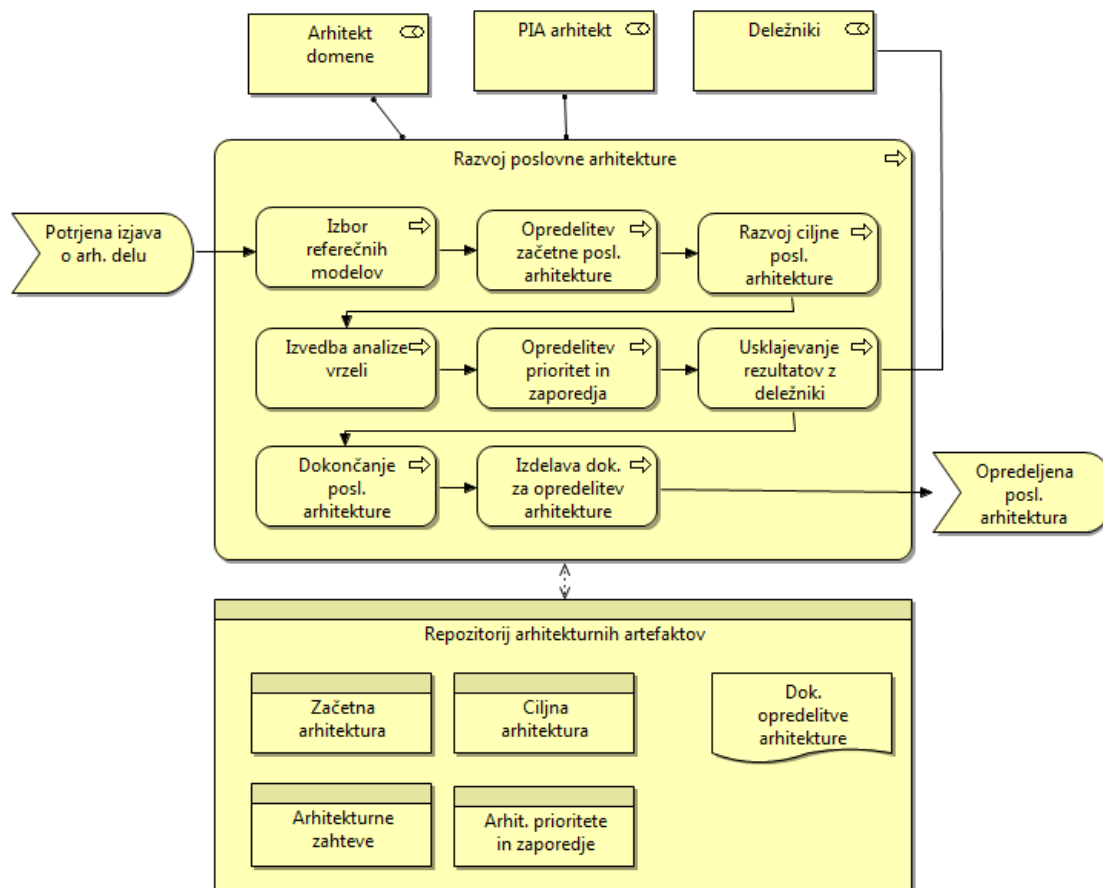 Arhitekt
domene
PIA arhitekt
Deležniki
Razvoj poslovne arhitekture
Potrjena izjava
o arh. delu
Izbor
referečnih
modelov
Opredelitev
začetne posl.
arhitekture
Razvoj ciljne
posl.
arhitekture
Izvedba analize
vrzeli
Opredelitev
prioritet in
zaporedja
Usklajevanje
rezultatov z
deležniki
Dokončanje
posl.
arhitekture
Izdelava dok.
za opredelitev
arhitekture
Opredeljena
posl.
arhitektura
Repozitorij arhitekturnih artefaktov
Začetna
arhitektura
Ciljna
arhitektura
Dok.
opredelitve
arhitekture
Arhitekturne
zahteve
Arhit. prioritete
in zaporedje